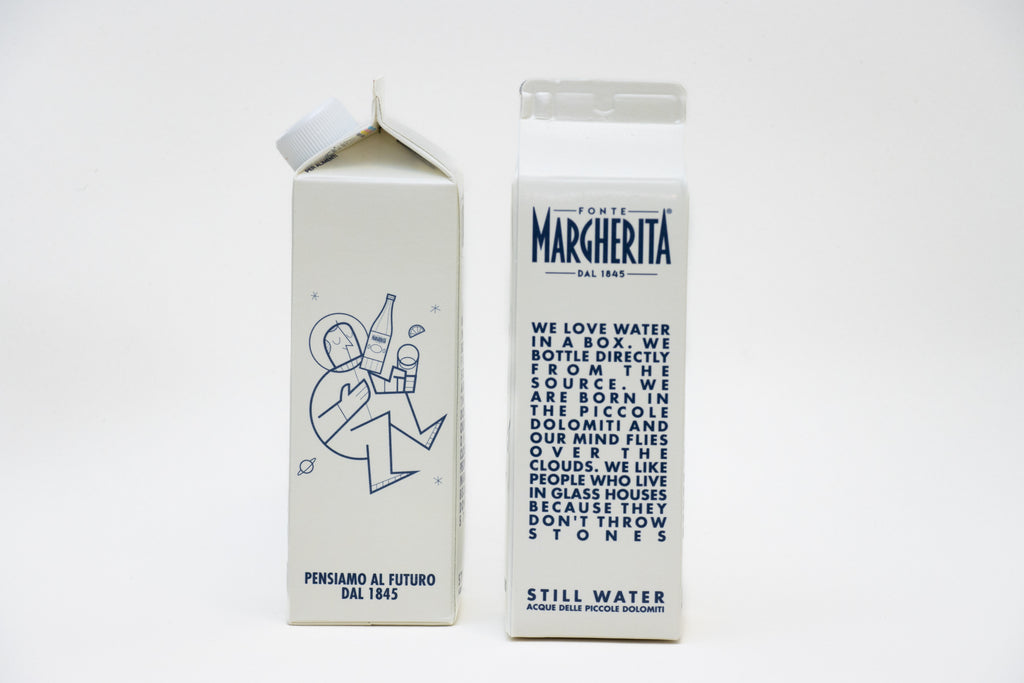 PENSIAMO AL FUTURO
DAL 1845
FONTE
MARGHERITA®
DAL 1845
WE LOVE WATER
IN A BOX. WE
BOTTLE DIRECTLY
FROM THE
SOURCE. WE
ARE BORN IN
THE PICCOLE
DOLOMITI AND
OUR MIND FLIES
OVER THE
CLOUDS. WE LIKE
PEOPLE WHO LIVE
IN GLASS HOUSES
BECAUSE THEY
DON'T THROW
STONES
STILL WATER
ACQUE DELLE PICCOLE DOLOMITI